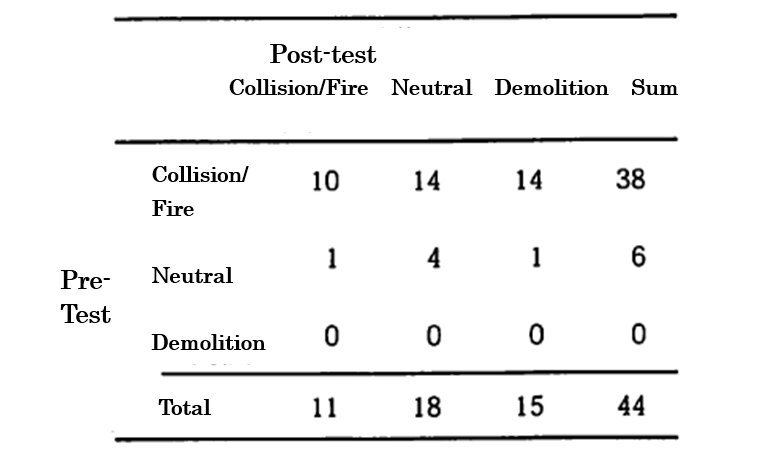 Post-test
Collision/Fire Neutral Demolition Sum
Collision/ 10 14 14 38
Fire
Pre- Neutral 1 4 1 6
Test
Demolition 0 0 0 0
Total 11 18 15 44